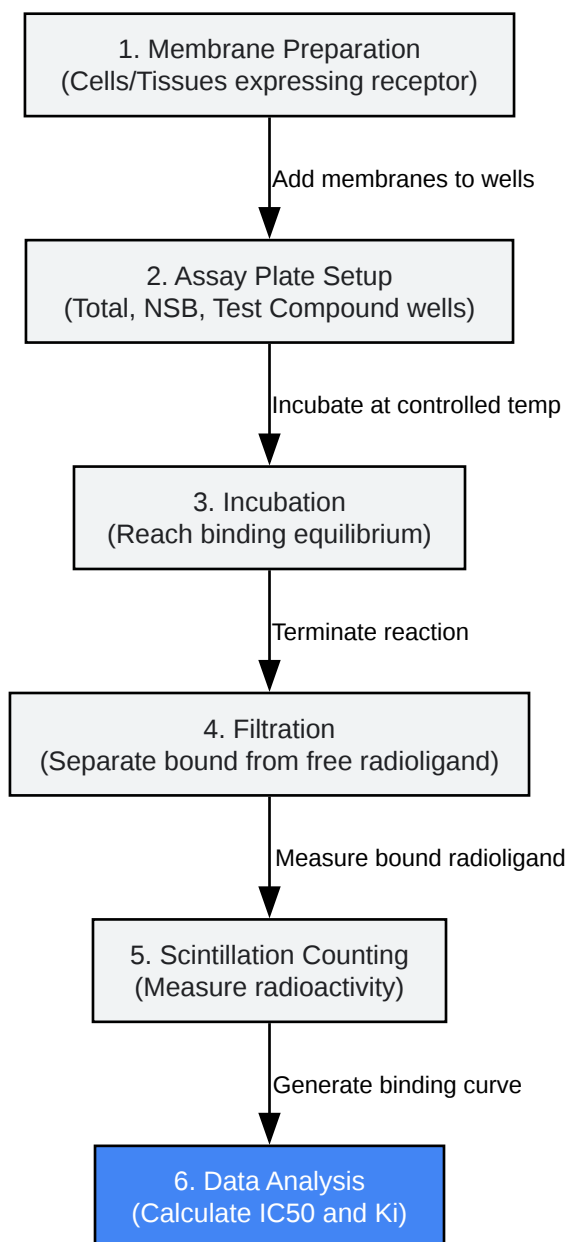 1. Membrane Preparation
(Cells/Tissues expressing receptor)
Add membranes to wells
2. Assay Plate Setup
(Total, NSB, Test Compound wells)
Incubate at controlled temp
3. Incubation
(Reach binding equilibrium)
Terminate reaction
4. Filtration
(Separate bound from free radioligand)
Measure bound radioligand
5. Scintillation Counting
(Measure radioactivity)
Generate binding curve
6. Data Analysis
(Calculate IC50 and Ki)